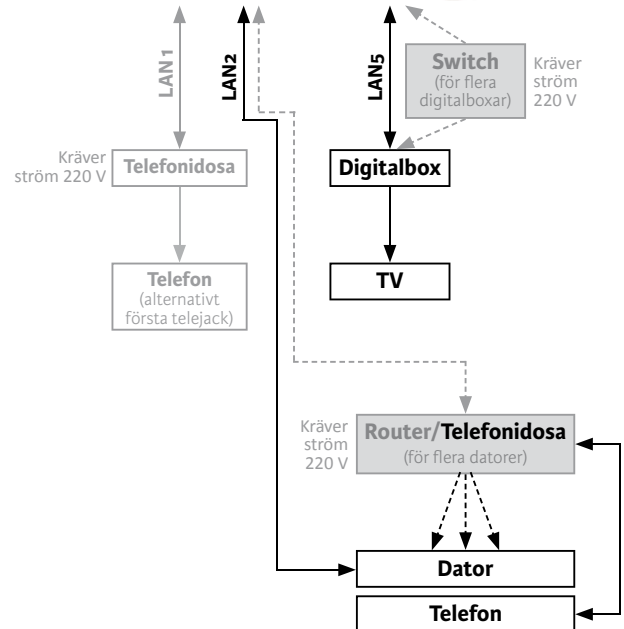 LAN 1
LAN2
LAN5
Switch
(för flera
digitalboxar)
Kräver
ström
220 V
Kräver
ström 220 V
Telefonidosa
Digitalbox
Telefon
(alternativt
första telejack)
TV
Kräver
ström
220 V
Router/Telefonidosa
(för flera datorer)
Dator
Telefon